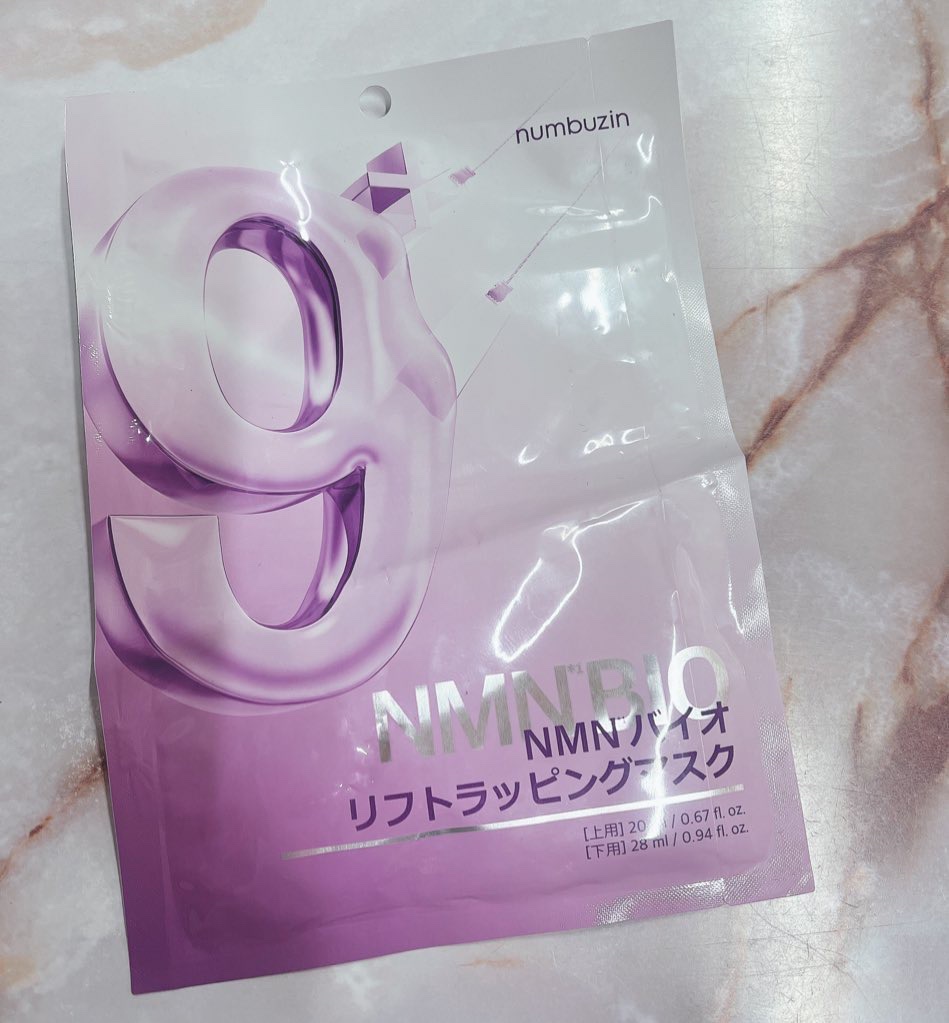 numbuzin
9
NMN*1BIO
NMNバイオ
リフトラッピングマスク
[上用] 20 ml / 0.67 fl. oz.
[下用] 28 ml / 0.94 fl. oz.